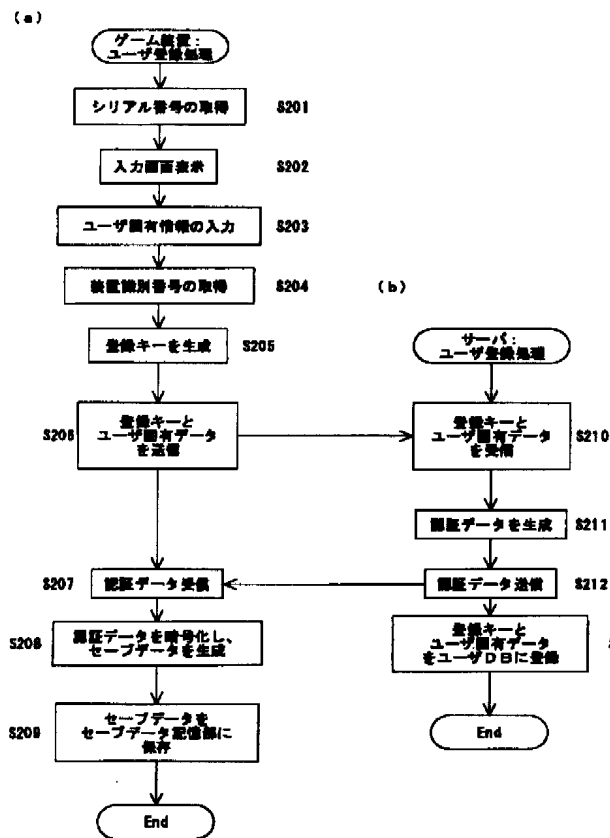 (a)
ゲーム装置：
ユーザ登録処理
シリアル番号の取得
S201
入力画面表示
S202
ユーザ固有情報の入力
S203
装置識別番号の取得
S204
登録キーを生成
S205
登録キーと
ユーザ固有データ
を送信
S206
認証データ受信
S207
認証データを暗号化し、
セーブデータを生成
S208
セーブデータを
セーブデータ記憶部に
保存
S209
End
(b)
サーバ：
ユーザ登録処理
登録キーと
ユーザ固有データ
を受信
S210
認証データを生成
S211
認証データ送信
S212
登録キーと
ユーザ固有データ
をユーザDBに登録
End